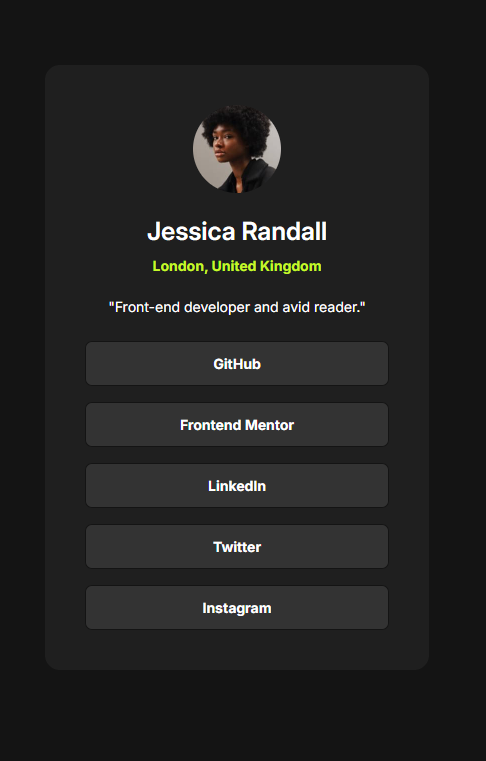 Jessica Randall
London, United Kingdom
"Front-end developer and avid reader."
GitHub
Frontend Mentor
LinkedIn
Twitter
Instagram